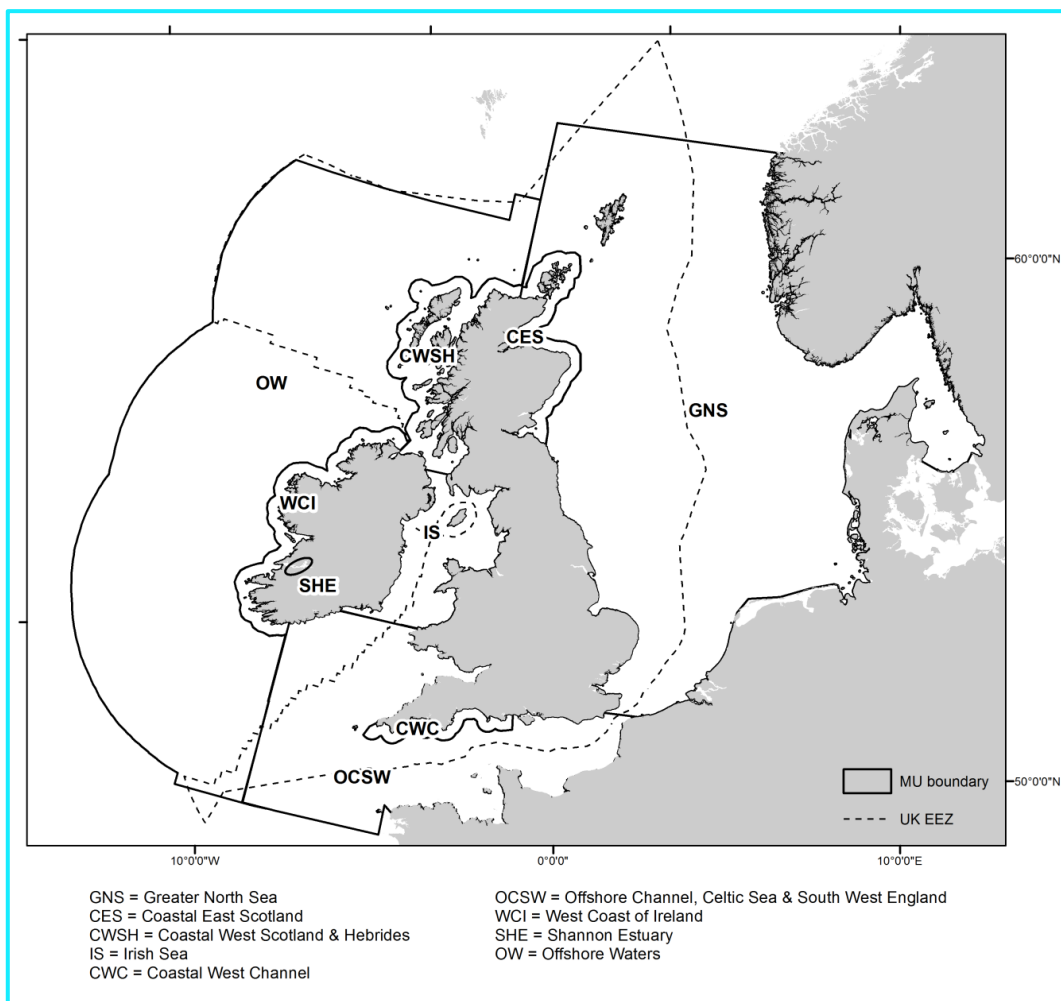 60°0'0"N
CES
CWSH
OW
GNS
WCI
IS
SHE
CWC
OCSW
MU boundary
50°0'0"N
UK EEZ
10°0'0"W
0°0'0"
10°0'0"E
GNS = Greater North Sea
CES = Coastal East Scotland
CWSH = Coastal West Scotland & Hebrides
IS = Irish Sea
CWC = Coastal West Channel
OCSW = Offshore Channel, Celtic Sea & South West England
WCI = West Coast of Ireland
SHE = Shannon Estuary
OW = Offshore Waters